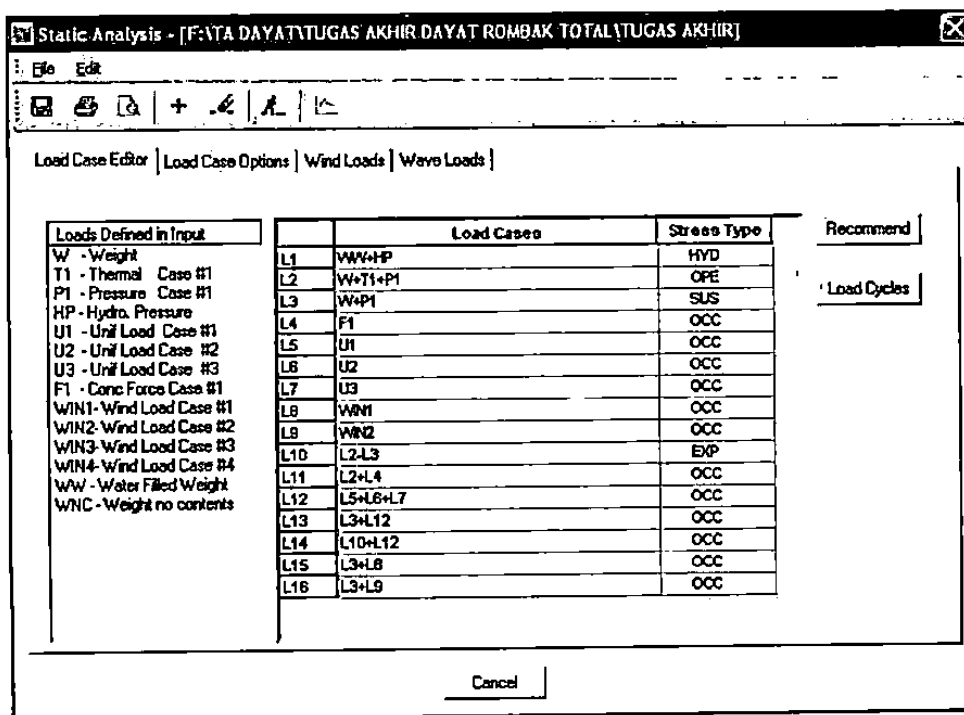 Static Analysis - [F:\TA DAYAT\TUGAS AKHIR DAYAT ROMBAK TOTAL\TUGAS AKHIR]
File Edit
Load Case Editor Load Case Options Wind Loads Wave Loads
Loads Defined in Input
W - Weight
T1 - Thermal Case #1
P1 - Pressure Case #1
HP - Hydro. Pressure
U1 - Unif Load Case #1
U2 - Unif Load Case #2
U3 - Unif Load Case #3
F1 - Conc Force Case #1
WIN1- Wind Load Case #1
WIN2- Wind Load Case #2
WIN3- Wind Load Case #3
WIN4- Wind Load Case #4
WW - Water Filled Weight
WNC - Weight no contents
Load Cases Stress Type
L1 WW+HP HYD
L2 W+T1+P1 OPE
L3 W+P1 SUS
L4 F1 OCC
L5 U1 OCC
L6 U2 OCC
L7 U3 OCC
L8 WIN1 OCC
L9 WIN2 OCC
L10 L2-L3 EXP
L11 L2+L4 OCC
L12 L5+L6+L7 OCC
L13 L3+L12 OCC
L14 L10+L12 OCC
L15 L3+L8 OCC
L16 L3+L9 OCC
Recommend
Load Cycles
Cancel